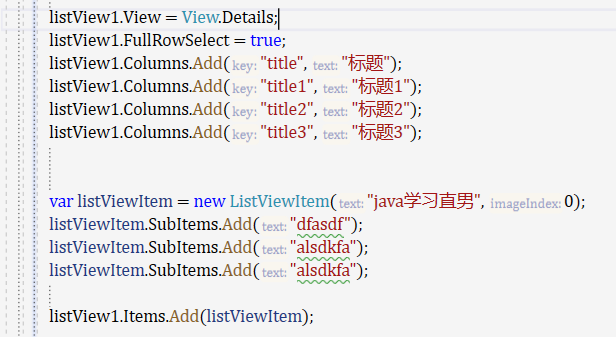 listView1.View = View.Details;
listView1.FullRowSelect = true;
listView1.Columns.Add(key: "title", text: "标题");
listView1.Columns.Add(key: "title1", text: "标题1");
listView1.Columns.Add(key: "title2", text: "标题2");
listView1.Columns.Add(key: "title3", text: "标题3");
var listViewItem = new ListViewItem(text: "java学习直男", imageIndex: 0);
listViewItem.SubItems.Add(text: "dfasdf");
listViewItem.SubItems.Add(text: "alsdkfa");
listViewItem.SubItems.Add(text: "alsdkfa");
listView1.Items.Add(listViewItem);